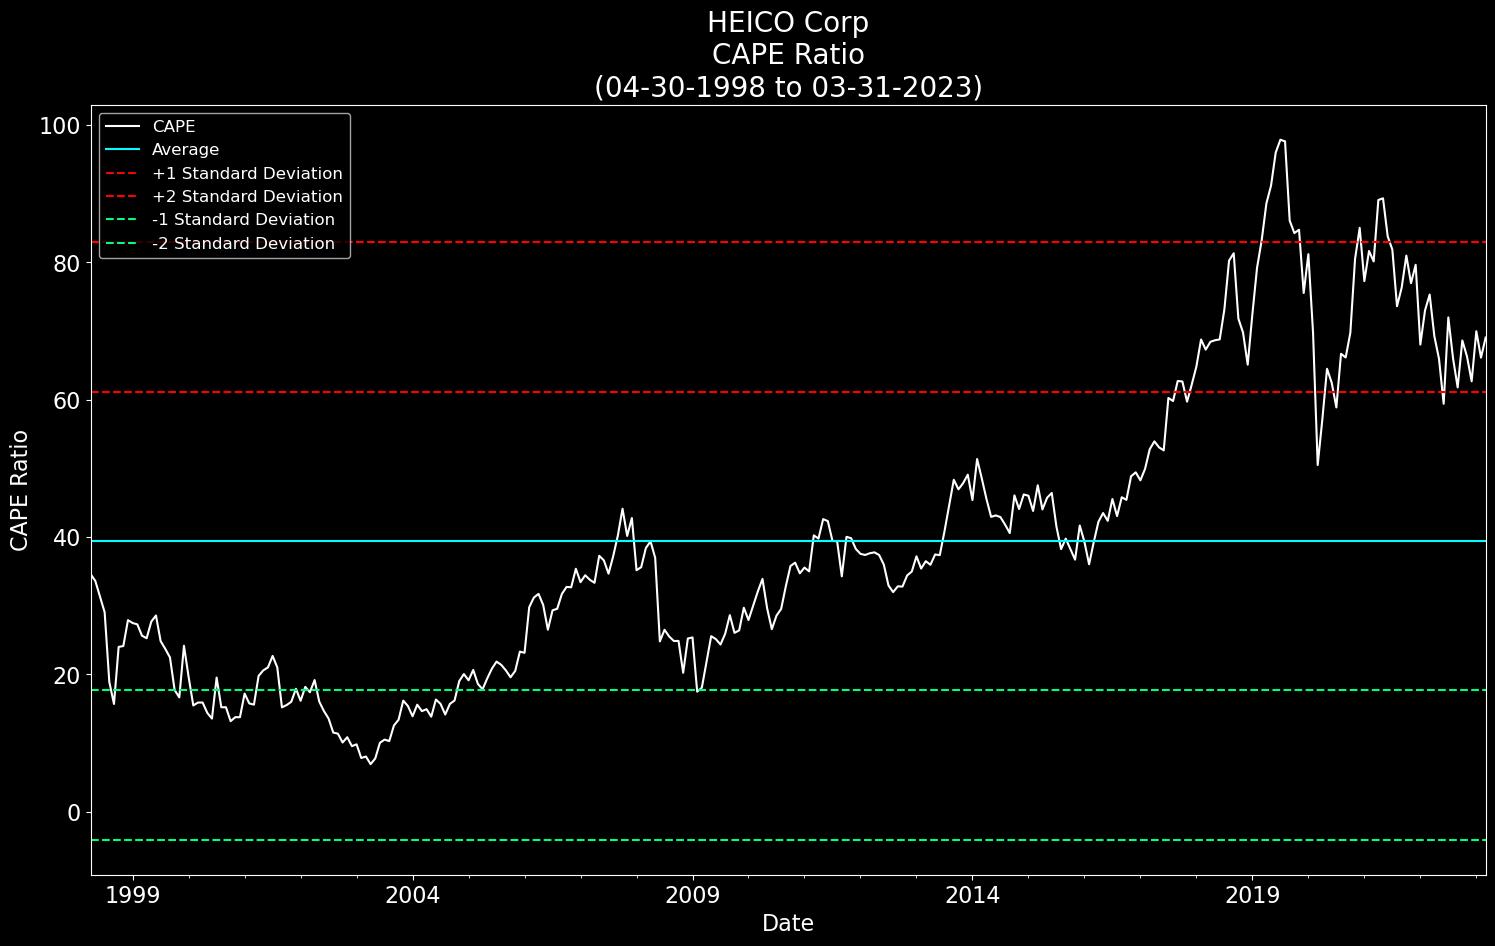 HEICO Corp
CAPE Ratio
(04-30-1998 to 03-31-2023)
CAPE
Average
+1 Standard Deviation
+2 Standard Deviation
-1 Standard Deviation
-2 Standard Deviation
100
80
60
40
20
0
CAPE Ratio
1999
2004
2009
2014
2019
Date